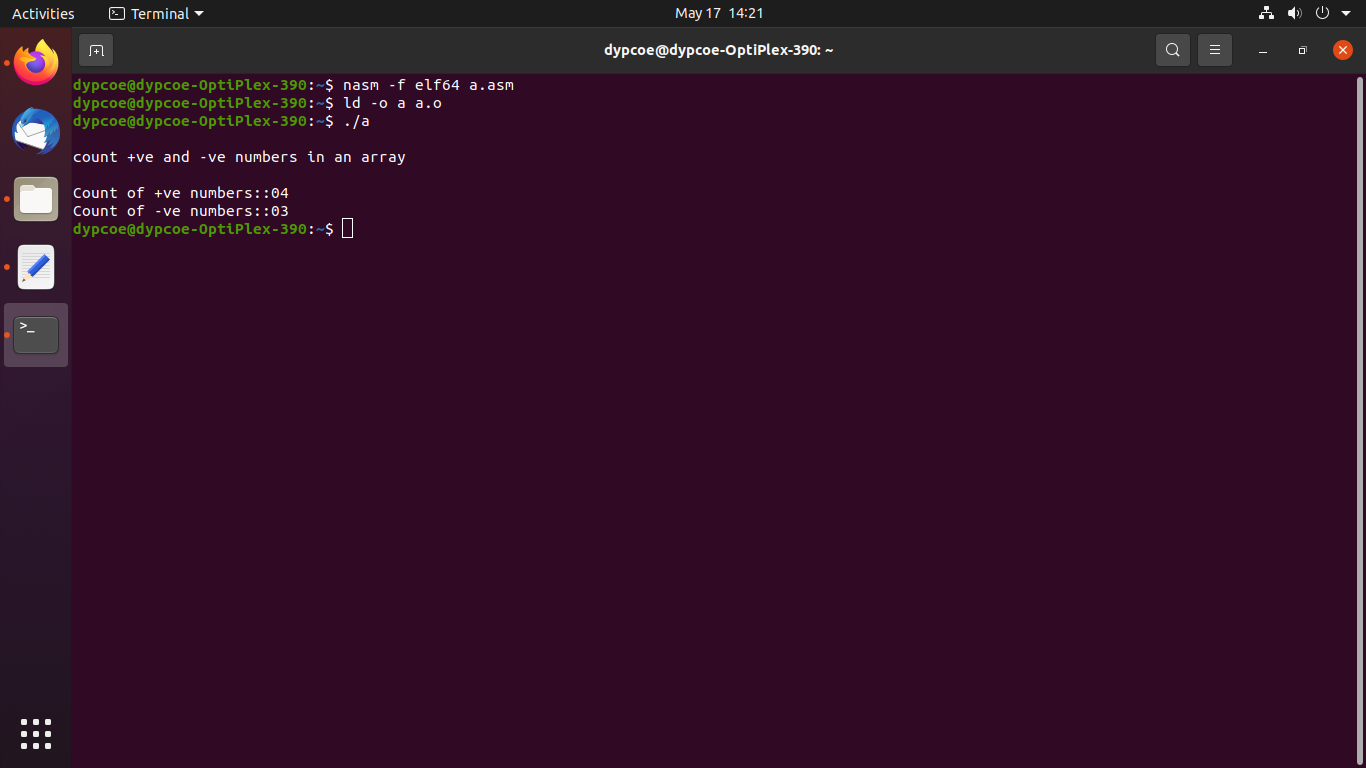 Activities Terminal May 17 14:21
dypcoe@dypcoe-OptiPlex-390: ~
dypcoe@dypcoe-OptiPlex-390:~$ nasm -f elf64 a.asm
dypcoe@dypcoe-OptiPlex-390:~$ ld -o a a.o
dypcoe@dypcoe-OptiPlex-390:~$ ./a
count +ve and -ve numbers in an array
Count of +ve numbers::04
Count of -ve numbers::03
dypcoe@dypcoe-OptiPlex-390:~$
>_